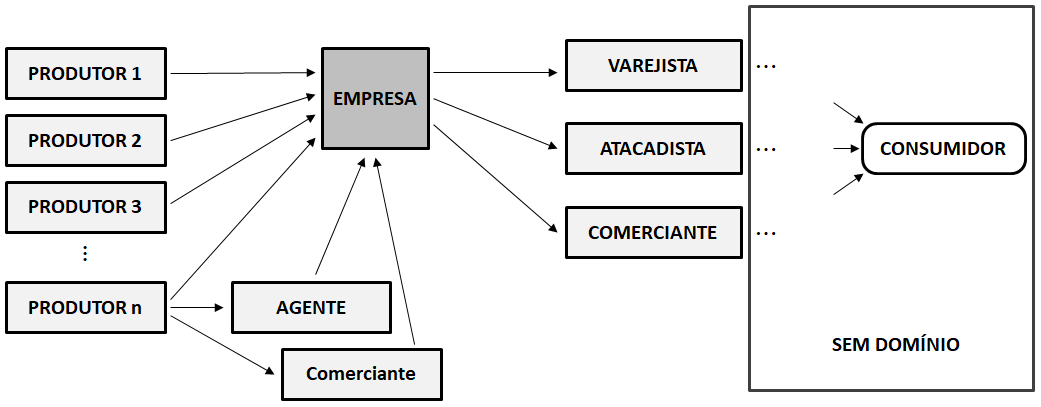 PRODUTOR 1
PRODUTOR 2
PRODUTOR 3
⋮
PRODUTOR n
AGENTE
Comerciante
EMPRESA
VAREJISTA
...
ATACADISTA
...
COMERCIANTE
...
CONSUMIDOR
SEM DOMÍNIO